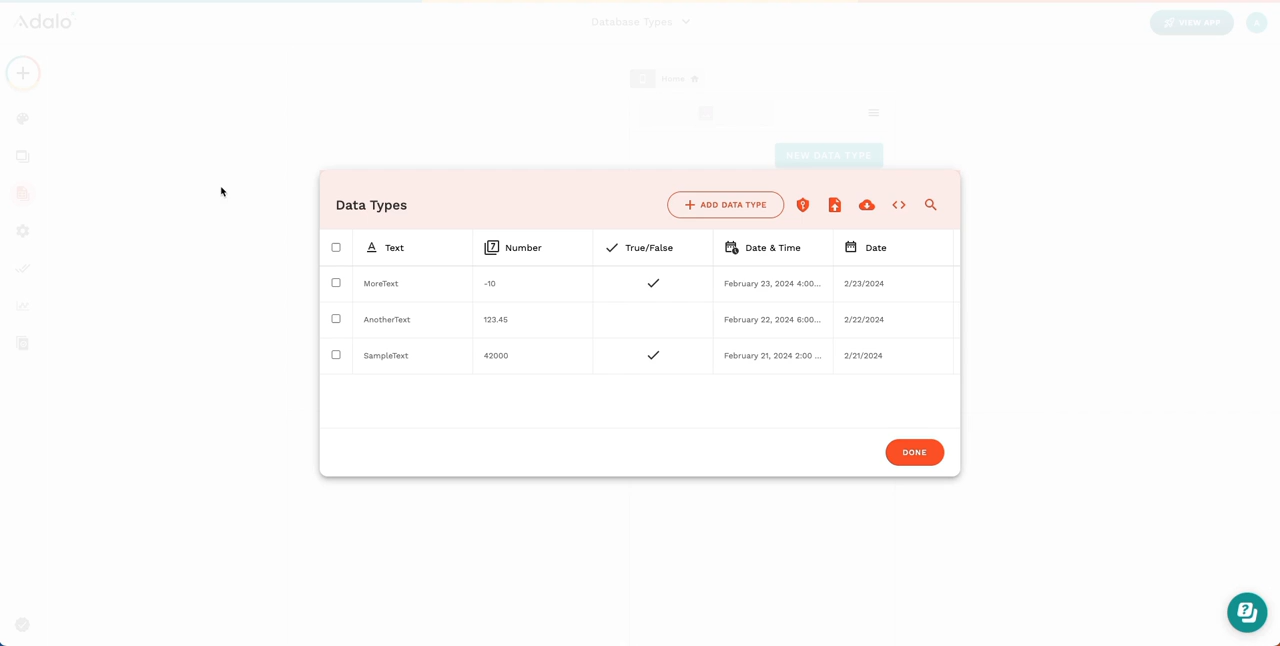 Adalo
Database Types
VIEW APP
A
Home
NEW DATA TYPE
Data Types
+ ADD DATA TYPE
Text Number True/False Date & Time Date
MoreText -10 February 23, 2024 4:00... 2/23/2024
AnotherText 123.45 February 22, 2024 6:00... 2/22/2024
SampleText 42000 February 21, 2024 2:00 ... 2/21/2024
DONE